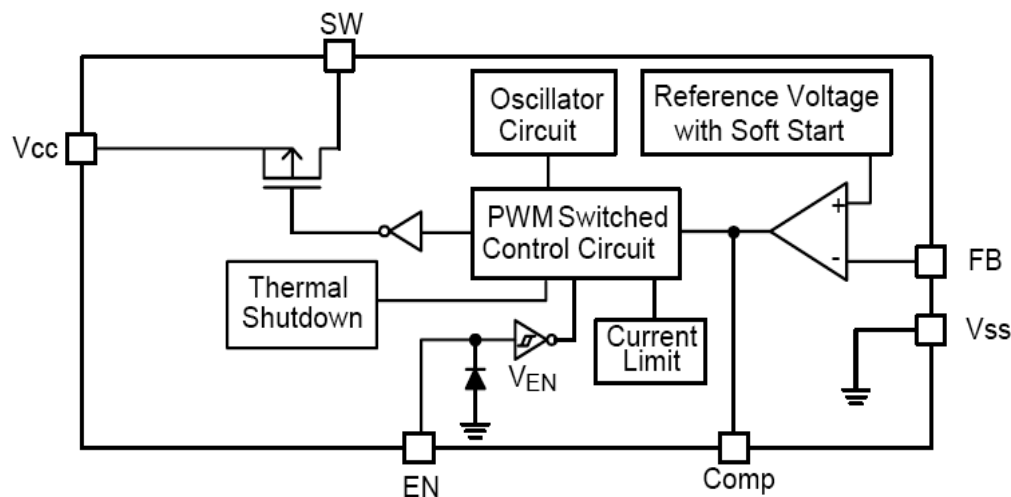 SW
Oscillator
Circuit
Reference Voltage
with Soft Start
Vcc
PWM Switched
Control Circuit
+
-
FB
Thermal
Shutdown
Current
Limit
Vss
VEN
EN
Comp